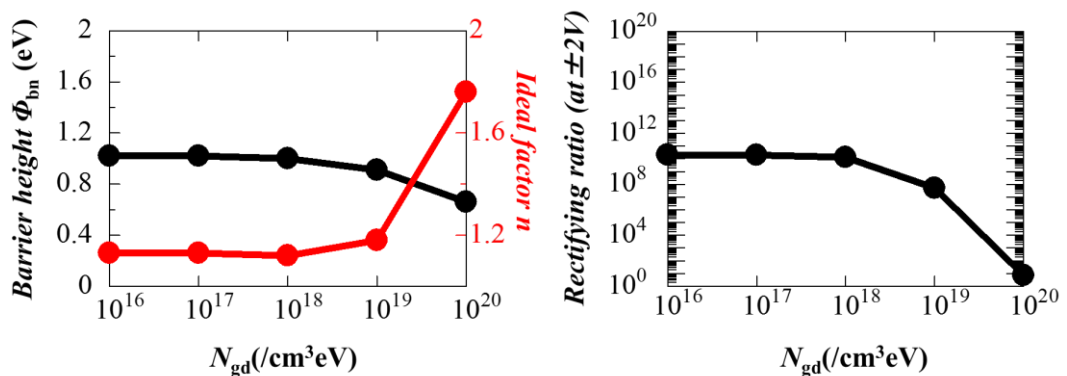 Barrier height Φbn (eV)
2
1.6
1.2
0.8
0.4
0
2
1.6
1.2
Ideal factor n
10^16 10^17 10^18 10^19 10^20
Ngd(/cm³eV)
Rectifying ratio (at ±2V)
10^20
10^16
10^12
10^8
10^4
10^0
10^16 10^17 10^18 10^19 10^20
Ngd(/cm³eV)